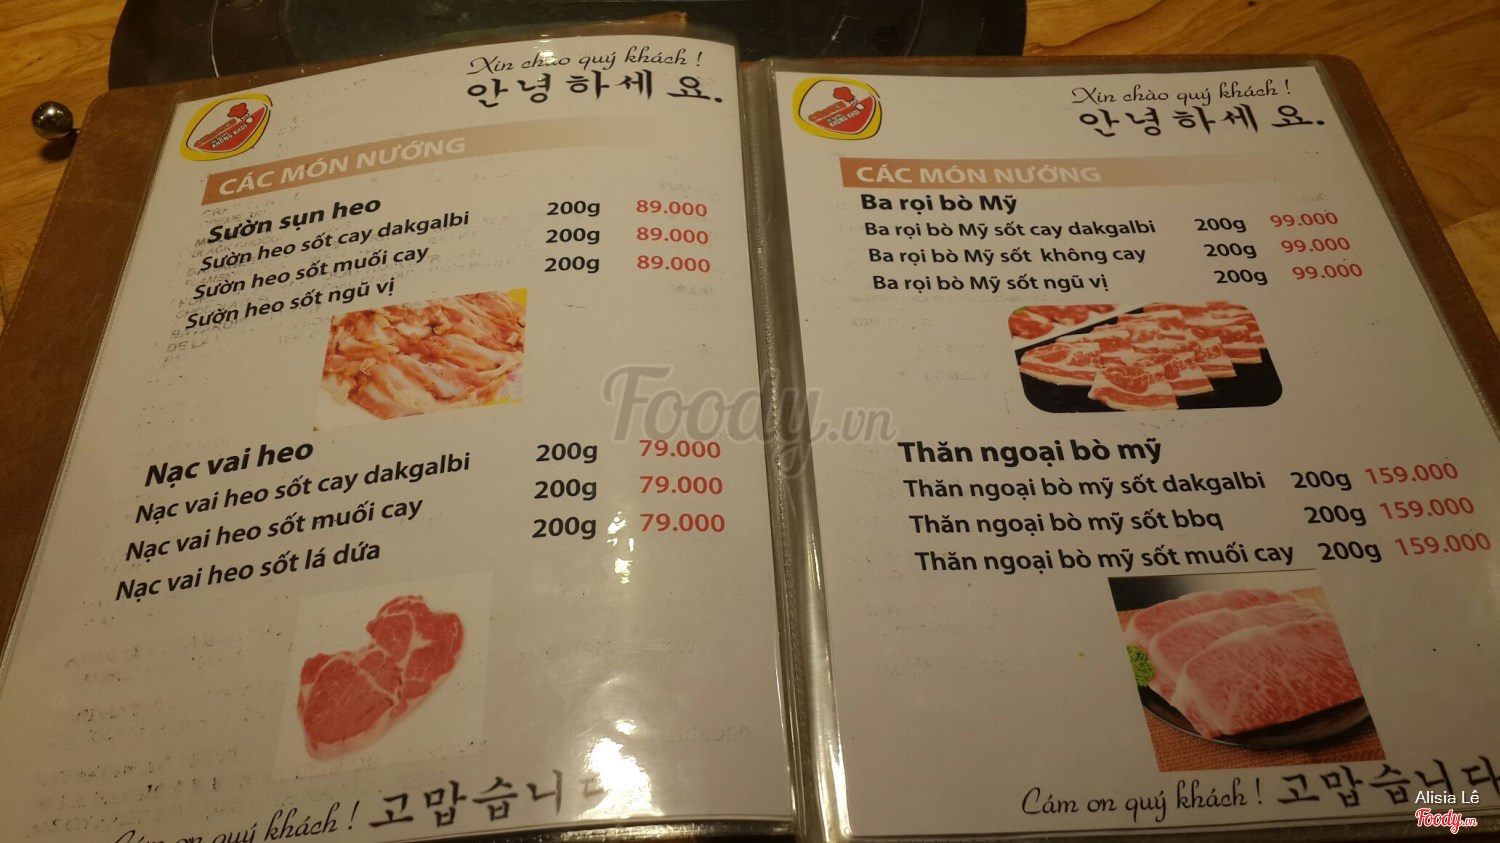 Xin chào quý khách !
안녕하세요.
KHÔNG KHÓI
CÁC MÓN NƯỚNG
Sườn sụn heo
Sườn heo sốt cay dakgalbi 200g 89.000
Sườn heo sốt muối cay 200g 89.000
Sườn heo sốt ngũ vị 200g 89.000
Nạc vai heo
Nạc vai heo sốt cay dakgalbi 200g 79.000
Nạc vai heo sốt muối cay 200g 79.000
Nạc vai heo sốt lá dứa 200g 79.000
Cám on quý khách ! 고맙습니다
Xin chào quý khách !
안녕하세요.
KHÔNG KHÓI
CÁC MÓN NƯỚNG
Ba rọi bò Mỹ
Ba rọi bò Mỹ sốt cay dakgalbi 200g 99.000
Ba rọi bò Mỹ sốt không cay 200g 99.000
Ba rọi bò Mỹ sốt ngũ vị 200g 99.000
Thăn ngoại bò mỹ
Thăn ngoại bò mỹ sốt dakgalbi 200g 159.000
Thăn ngoại bò mỹ sốt bbq 200g 159.000
Thăn ngoại bò mỹ sốt muối cay 200g 159.000
Cám on quý khách ! 고맙습니다
Foody.vn
Alisia Lê
Foody.vn